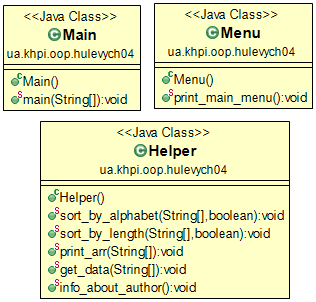 <<Java Class>>
Main
ua.khpi.oop.hulevych04
Main()
main(String[]):void
<<Java Class>>
Menu
ua.khpi.oop.hulevych04
Menu()
print_main_menu():void
<<Java Class>>
Helper
ua.khpi.oop.hulevych04
Helper()
sort_by_alphabet(String[],boolean):void
sort_by_length(String[],boolean):void
print_arr(String[]):void
get_data(String[]):void
info_about_author():void